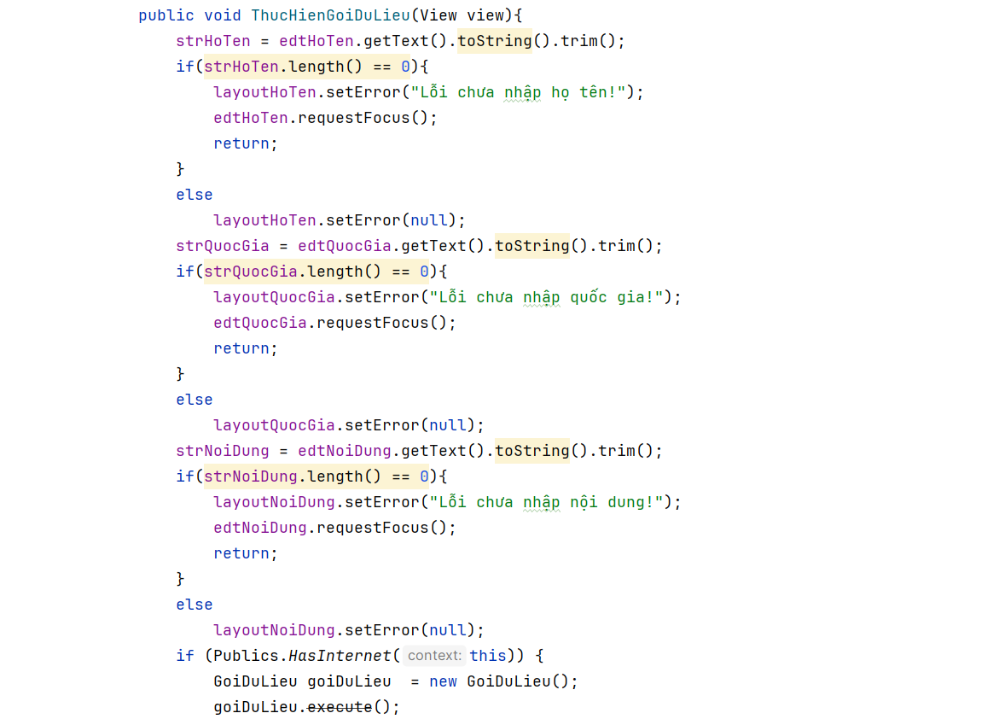 public void ThucHienGoiDuLieu(View view){
strHoTen = edtHoTen.getText().toString().trim();
if(strHoTen.length() == 0){
layoutHoTen.setError("Lỗi chưa nhập họ tên!");
edtHoTen.requestFocus();
return;
}
else
layoutHoTen.setError(null);
strQuocGia = edtQuocGia.getText().toString().trim();
if(strQuocGia.length() == 0){
layoutQuocGia.setError("Lỗi chưa nhập quốc gia!");
edtQuocGia.requestFocus();
return;
}
else
layoutQuocGia.setError(null);
strNoiDung = edtNoiDung.getText().toString().trim();
if(strNoiDung.length() == 0){
layoutNoiDung.setError("Lỗi chưa nhập nội dung!");
edtNoiDung.requestFocus();
return;
}
else
layoutNoiDung.setError(null);
if (Publics.HasInternet( context: this)) {
GoiDuLieu goiDuLieu  = new GoiDuLieu();
goiDuLieu.execute();